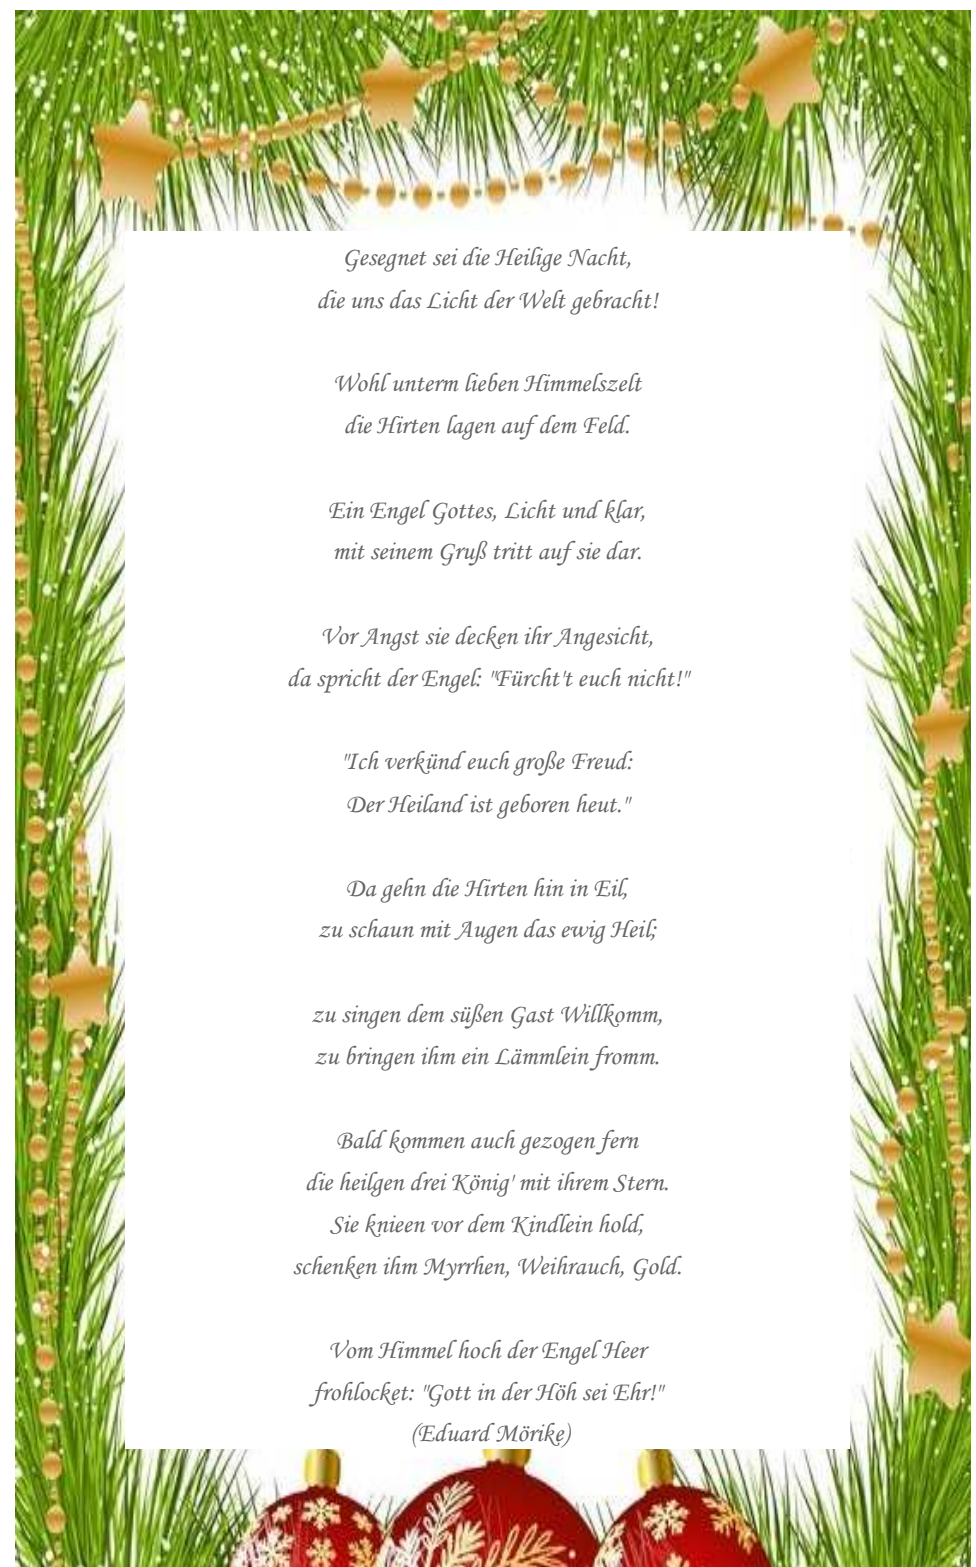 Gesegnet sei die Heilige Nacht,
die uns das Licht der Welt gebracht!
Wohl unterm lieben Himmelszelt
die Hirten lagen auf dem Feld.
Ein Engel Gottes, Licht und klar,
mit seinem Gruß tritt auf sie dar.
Vor Angst sie decken ihr Angesicht,
da spricht der Engel: "Fürcht't euch nicht!"
"Ich verkünd euch große Freud:
Der Heiland ist geboren heut."
Da gehn die Hirten hin in Eil,
zu schaun mit Augen das ewig Heil;
zu singen dem süßen Gast Willkomm,
zu bringen ihm ein Lämmlein fromm.
Bald kommen auch gezogen fern
die heilgen drei König' mit ihrem Stern.
Sie knieen vor dem Kindlein hold,
schenken ihm Myrrhen, Weihrauch, Gold.
Vom Himmel hoch der Engel Heer
frohlocket: "Gott in der Höh sei Ehr!"
(Eduard Mörike)